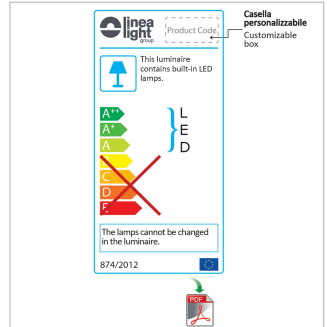 linea
light
group
Product Code
Casella
personalizzabile
Customizable
box
This luminaire
contains built-in LED
lamps.
A++
A+
A
C
D
E
L
E
D
The lamps cannot be changed
in the luminaire.
874/2012
PDF